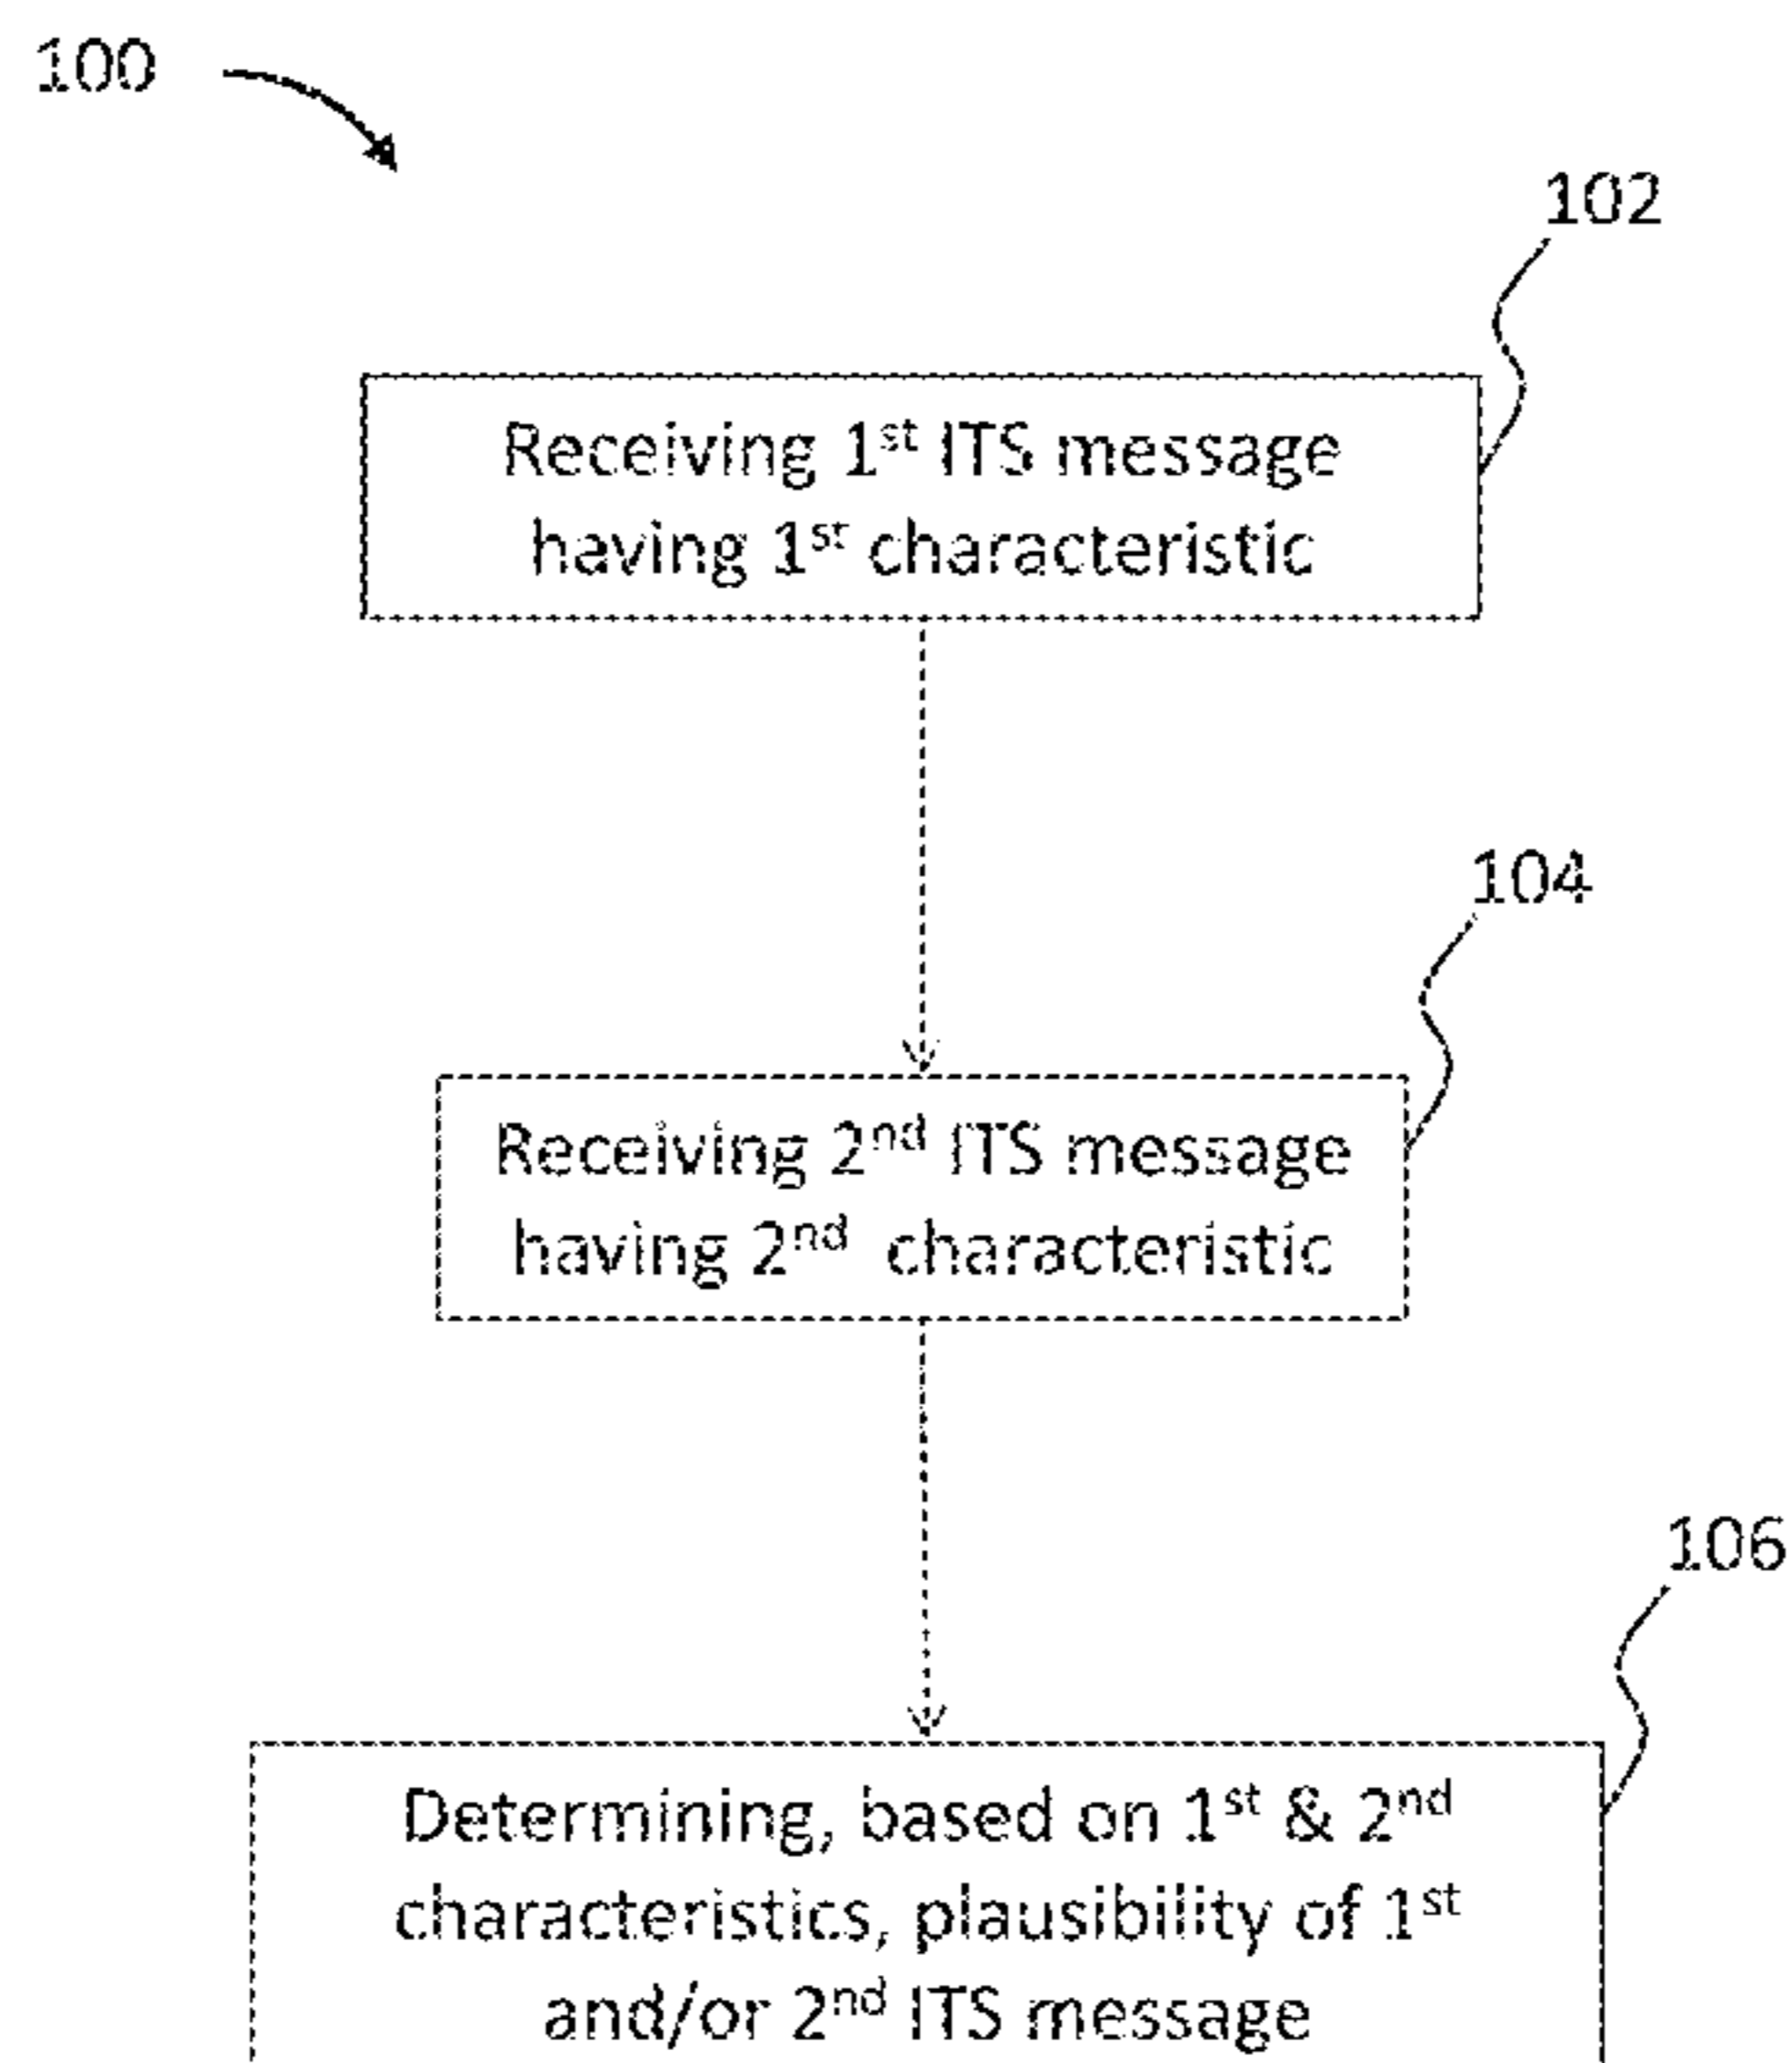 100
102
Receiving 1st ITS message
having 1st characteristic
104
Receiving 2nd ITS message
having 2nd characteristic
106
Determining, based on 1st & 2nd
characteristics, plausibility of 1st
and/or 2nd ITS message